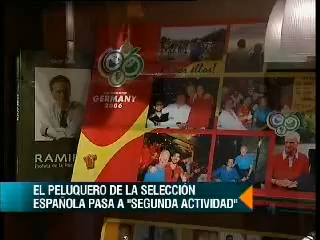 GERMANY
2006
RAMI
EL PELUQUERO DE LA SELECCIÓN
ESPAÑOLA PASA A "SEGUNDA ACTIVIDAD"